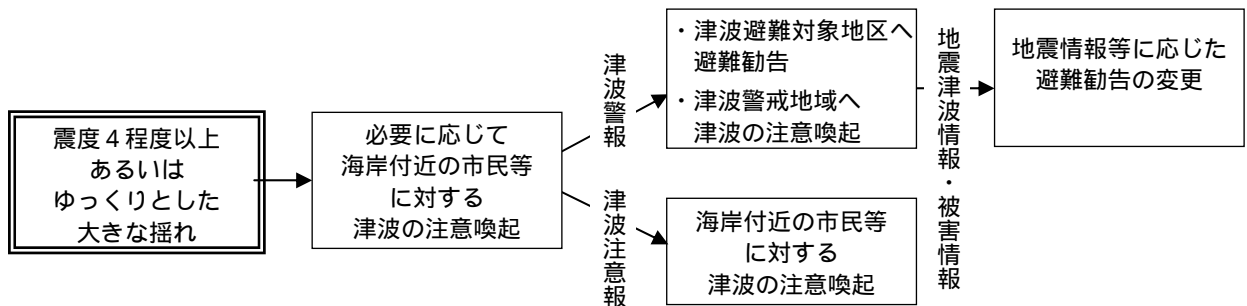 震度４程度以上
あるいは
ゆっくりとした
大きな揺れ
必要に応じて
海岸付近の市民等
に対する
津波の注意喚起
津波警報
・津波避難対象地区へ
避難勧告
・津波警戒地域へ
津波の注意喚起
津波注意報
海岸付近の市民等
に対する
津波の注意喚起
地震津波情報・被害情報
地震情報等に応じた
避難勧告の変更